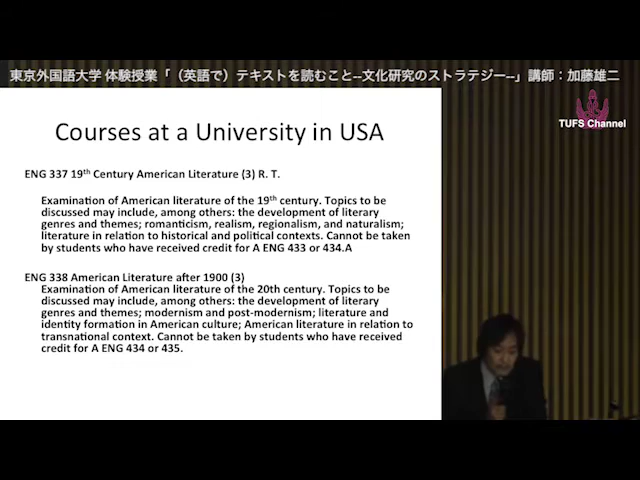 東京外国語大学 体験授業「（英語で）テキストを読むこと--文化研究のストラテジー--」講師：加藤雄二
TUFS Channel
Courses at a University in USA
ENG 337 19th Century American Literature (3) R. T.
Examination of American literature of the 19th century. Topics to be
discussed may include, among others: the development of literary
genres and themes; romanticism, realism, regionalism, and naturalism;
literature in relation to historical and political contexts. Cannot be taken
by students who have received credit for A ENG 433 or 434.A
ENG 338 American Literature after 1900 (3)
Examination of American literature of the 20th century. Topics to be
discussed may include, among others: the development of literary
genres and themes; modernism and post-modernism; literature and
identity formation in American culture; American literature in relation to
transnational context. Cannot be taken by students who have received
credit for A ENG 434 or 435.